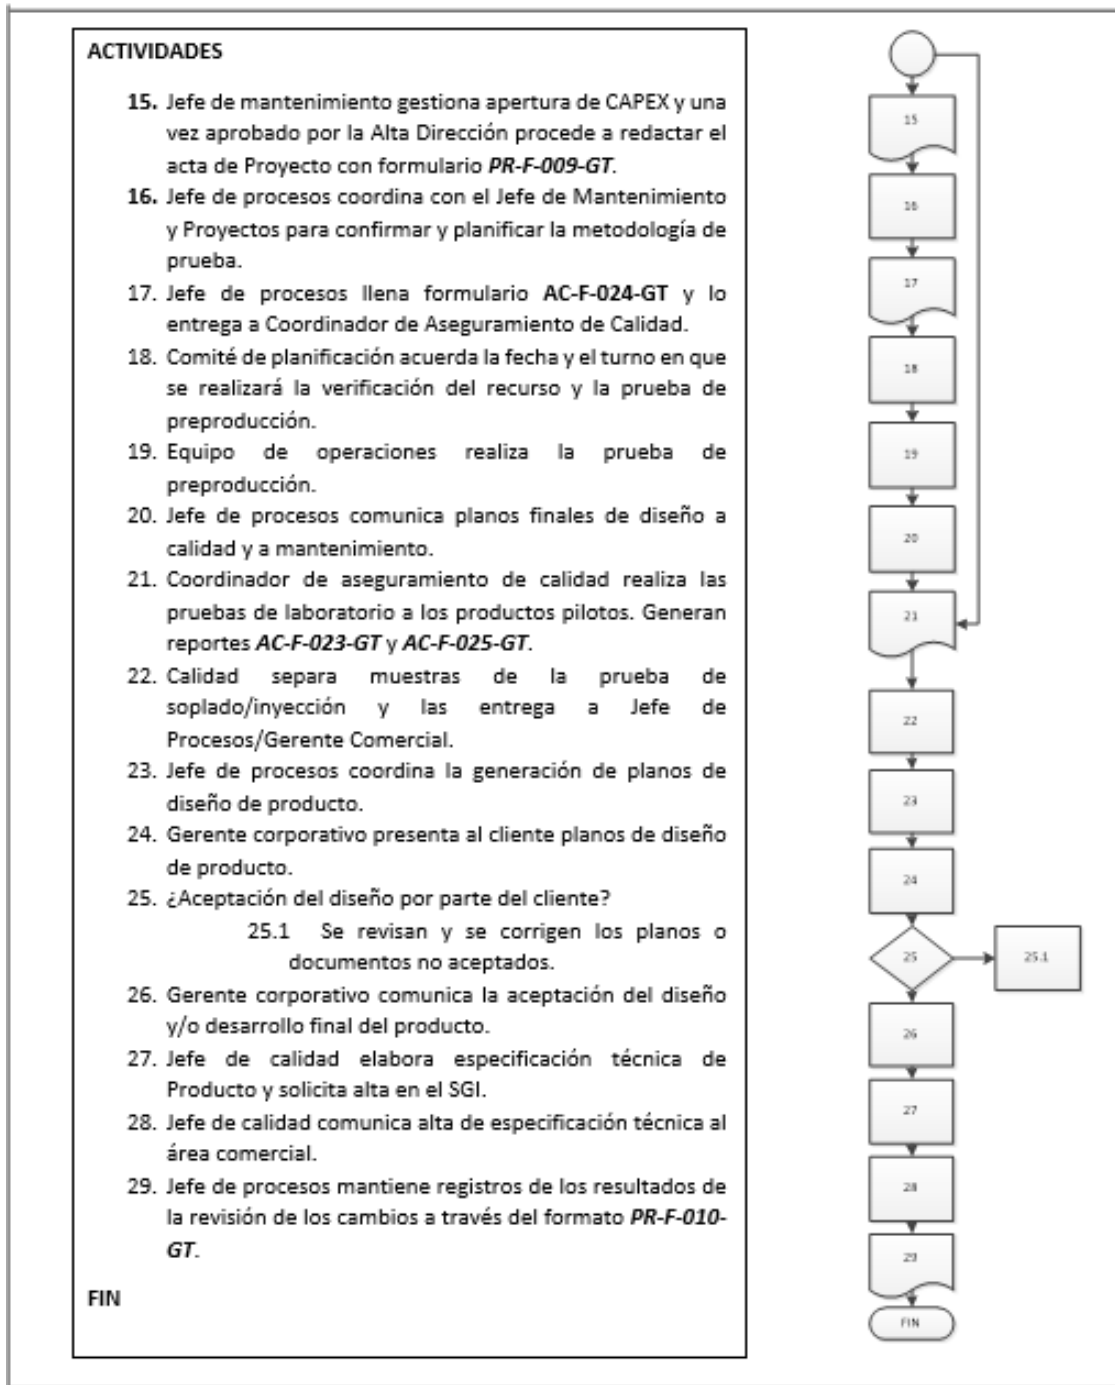 ACTIVIDADES
15. Jefe de mantenimiento gestiona apertura de CAPEX y una
vez aprobado por la Alta Dirección procede a redactar el
acta de Proyecto con formulario PR-F-009-GT.
16. Jefe de procesos coordina con el Jefe de Mantenimiento
y Proyectos para confirmar y planificar la metodología de
prueba.
17. Jefe de procesos llena formulario AC-F-024-GT y lo
entrega a Coordinador de Aseguramiento de Calidad.
18. Comité de planificación acuerda la fecha y el turno en que
se realizará la verificación del recurso y la prueba de
preproducción.
19. Equipo de operaciones realiza la prueba de
preproducción.
20. Jefe de procesos comunica planos finales de diseño a
calidad y a mantenimiento.
21. Coordinador de aseguramiento de calidad realiza las
pruebas de laboratorio a los productos pilotos. Generan
reportes AC-F-023-GT y AC-F-025-GT.
22. Calidad separa muestras de la prueba de
soplado/inyección y las entrega a Jefe de
Procesos/Gerente Comercial.
23. Jefe de procesos coordina la generación de planos de
diseño de producto.
24. Gerente corporativo presenta al cliente planos de diseño
de producto.
25. ¿Aceptación del diseño por parte del cliente?
25.1 Se revisan y se corrigen los planos o
documentos no aceptados.
26. Gerente corporativo comunica la aceptación del diseño
y/o desarrollo final del producto.
27. Jefe de calidad elabora especificación técnica de
Producto y solicita alta en el SGI.
28. Jefe de calidad comunica alta de especificación técnica al
área comercial.
29. Jefe de procesos mantiene registros de los resultados de
la revisión de los cambios a través del formato PR-F-010-
GT.
FIN
15
16
17
18
19
20
21
22
23
24
25
25.1
26
27
28
29
FIN